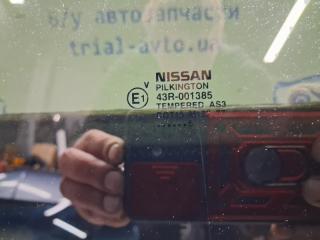 б/у автозапчасти
trial-avto.ua
NISSAN
V
PILKINGTON
E1
43R-001385
TEMPERED AS3